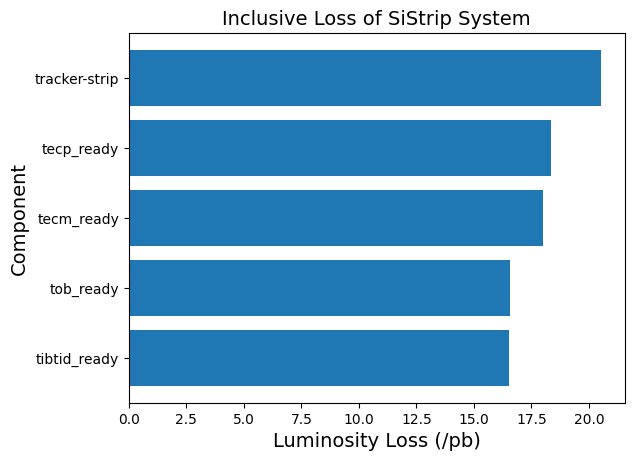 Inclusive Loss of SiStrip System
Component
tracker-strip
tecp_ready
tecm_ready
tob_ready
tibtid_ready
0.0 2.5 5.0 7.5 10.0 12.5 15.0 17.5 20.0
Luminosity Loss (/pb)